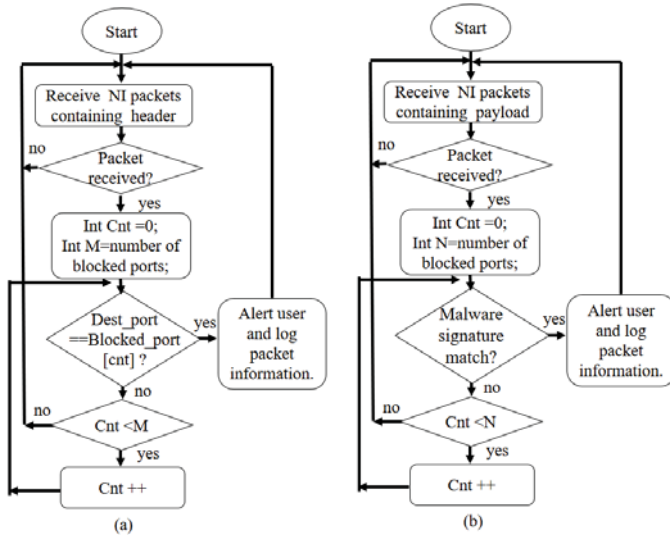 Start
Receive NI packets
containing header
no
Packet
received?
yes
Int Cnt =0;
Int M=number of
blocked ports;
Dest_port
==Blocked_port
[cnt] ?
yes
Alert user
and log
packet
information.
no
no
Cnt <M
yes
Cnt ++
(a)
Start
Receive NI packets
containing payload
no
Packet
received?
yes
Int Cnt =0;
Int N=number of
blocked ports;
Malware
signature
match?
yes
Alert user
and log
packet
information.
no
no
Cnt <N
yes
Cnt ++
(b)